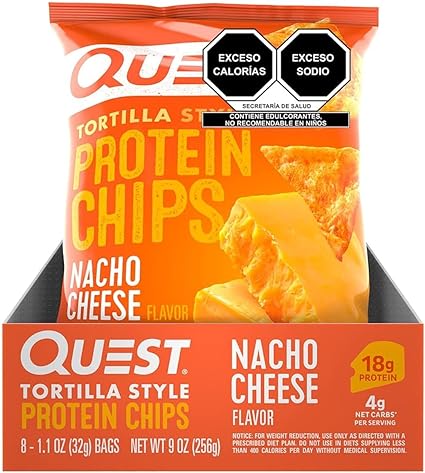 QUEST
EXCESO
CALORÍAS
EXCESO
SODIO
SECRETARÍA DE SALUD
CONTIENE EDULCORANTES,
NO RECOMENDABLE EN NIÑOS
TORTILLA STYLE
PROTEIN
CHIPS
NACHO
CHEESE
FLAVOR
QUEST®
TORTILLA STYLE
PROTEIN CHIPS
8 - 1.1 OZ (32g) BAGS NET WT 9 OZ (256g)
NACHO
CHEESE
FLAVOR
18g
PROTEIN
4g
NET CARBS*
PER SERVING
NOTICE: FOR WEIGHT REDUCTION, USE ONLY AS DIRECTED WITH A
PRESCRIBED DIET PLAN. DO NOT USE IN DIETS SUPPLYING LESS
THAN 400 CALORIES PER DAY WITHOUT MEDICAL SUPERVISION.